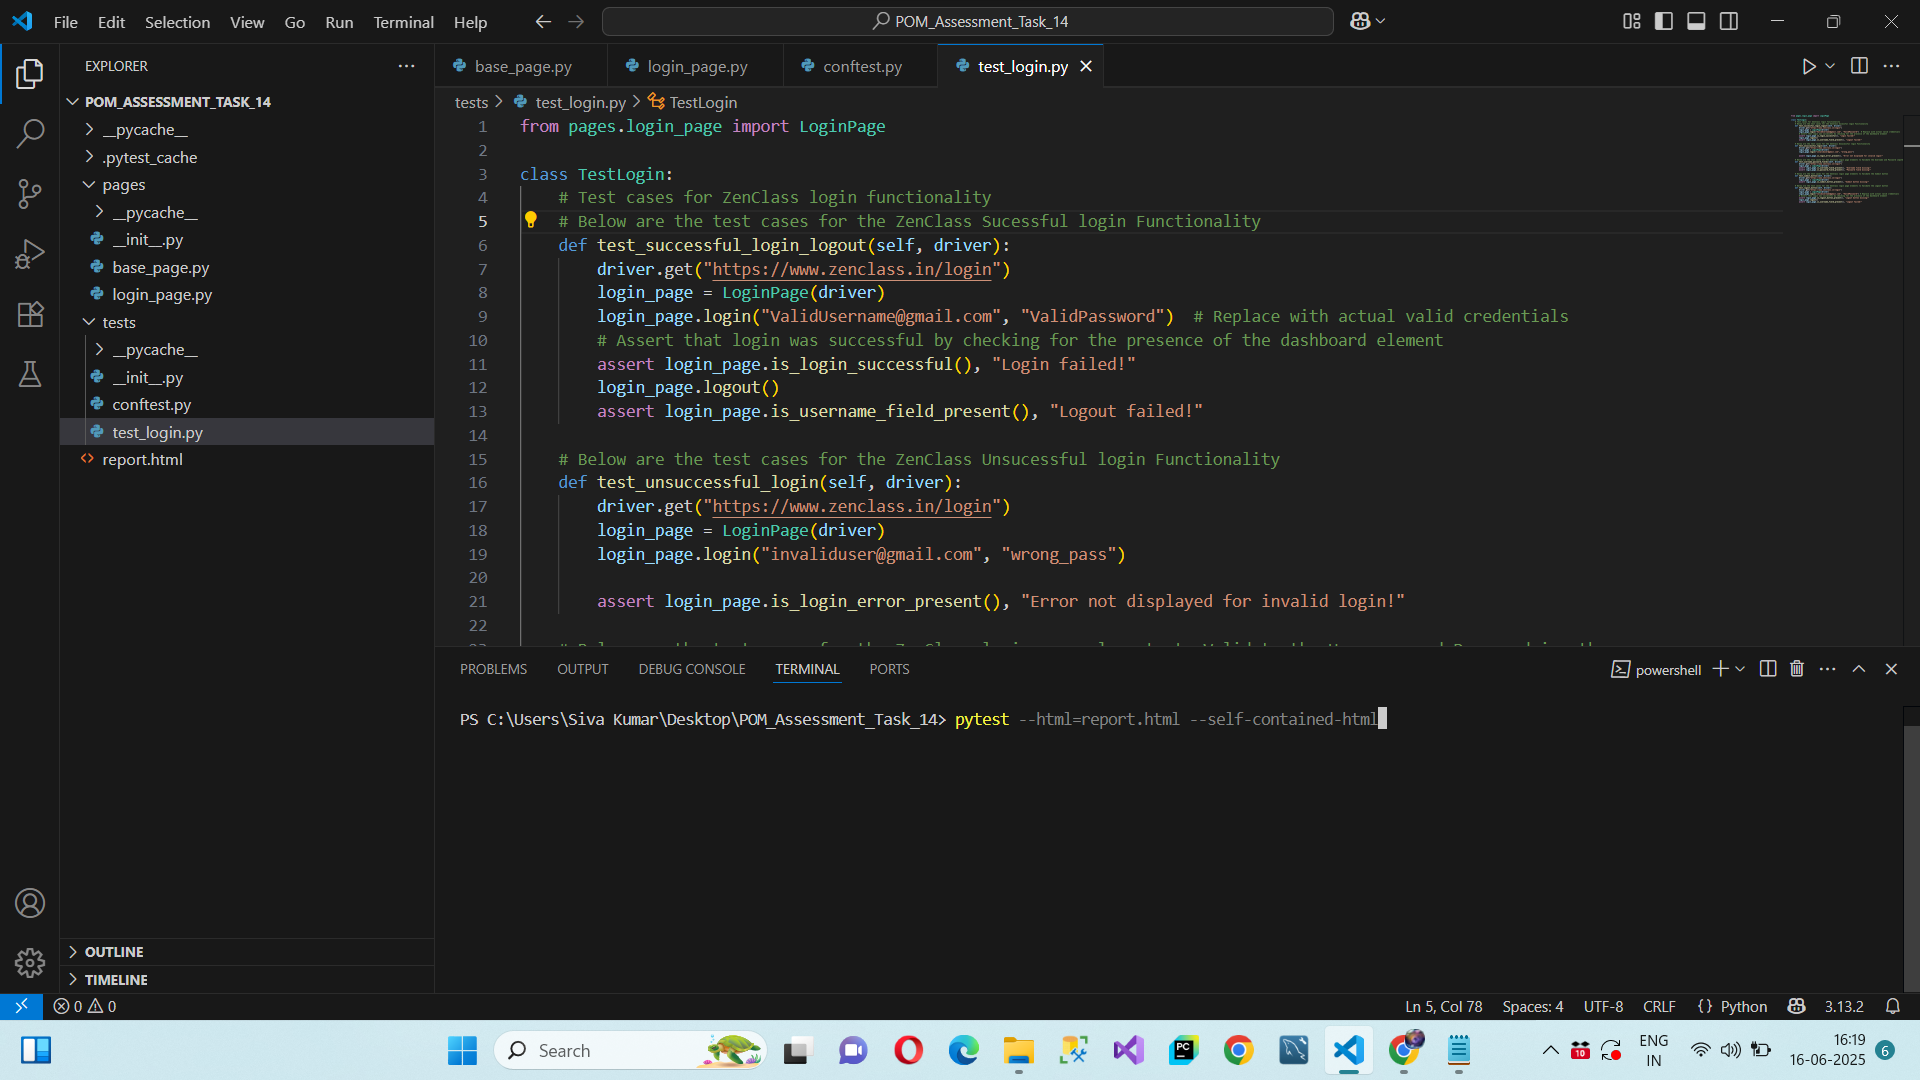 File Edit Selection View Go Run Terminal Help
POM_Assessment_Task_14
EXPLORER
POM_ASSESSMENT_TASK_14
__pycache__
.pytest_cache
pages
__pycache__
__init__.py
base_page.py
login_page.py
tests
__pycache__
__init__.py
conftest.py
test_login.py
report.html
OUTLINE
TIMELINE
base_page.py login_page.py conftest.py test_login.py
tests > test_login.py > TestLogin
1 from pages.login_page import LoginPage
2
3 class TestLogin:
4 # Test cases for ZenClass login functionality
5 # Below are the test cases for the ZenClass Sucessful login Functionality
6 def test_successful_login_logout(self, driver):
7 driver.get("https://www.zenclass.in/login")
8 login_page = LoginPage(driver)
9 login_page.login("ValidUsername@gmail.com", "ValidPassword") # Replace with actual valid credentials
10 # Assert that login was successful by checking for the presence of the dashboard element
11 assert login_page.is_login_successful(), "Login failed!"
12 login_page.logout()
13 assert login_page.is_username_field_present(), "Logout failed!"
14
15 # Below are the test cases for the ZenClass Unsucessful login Functionality
16 def test_unsuccessful_login(self, driver):
17 driver.get("https://www.zenclass.in/login")
18 login_page = LoginPage(driver)
19 login_page.login("invaliduser@gmail.com", "wrong_pass")
20
21 assert login_page.is_login_error_present(), "Error not displayed for invalid login!"
22
PROBLEMS OUTPUT DEBUG CONSOLE TERMINAL PORTS
powershell
PS C:\Users\Siva Kumar\Desktop\POM_Assessment_Task_14> pytest --html=report.html --self-contained-html
0 0
Ln 5, Col 78 Spaces: 4 UTF-8 CRLF {} Python 3.13.2
Search
PC
10
ENG
IN
16:19
16-06-2025
6